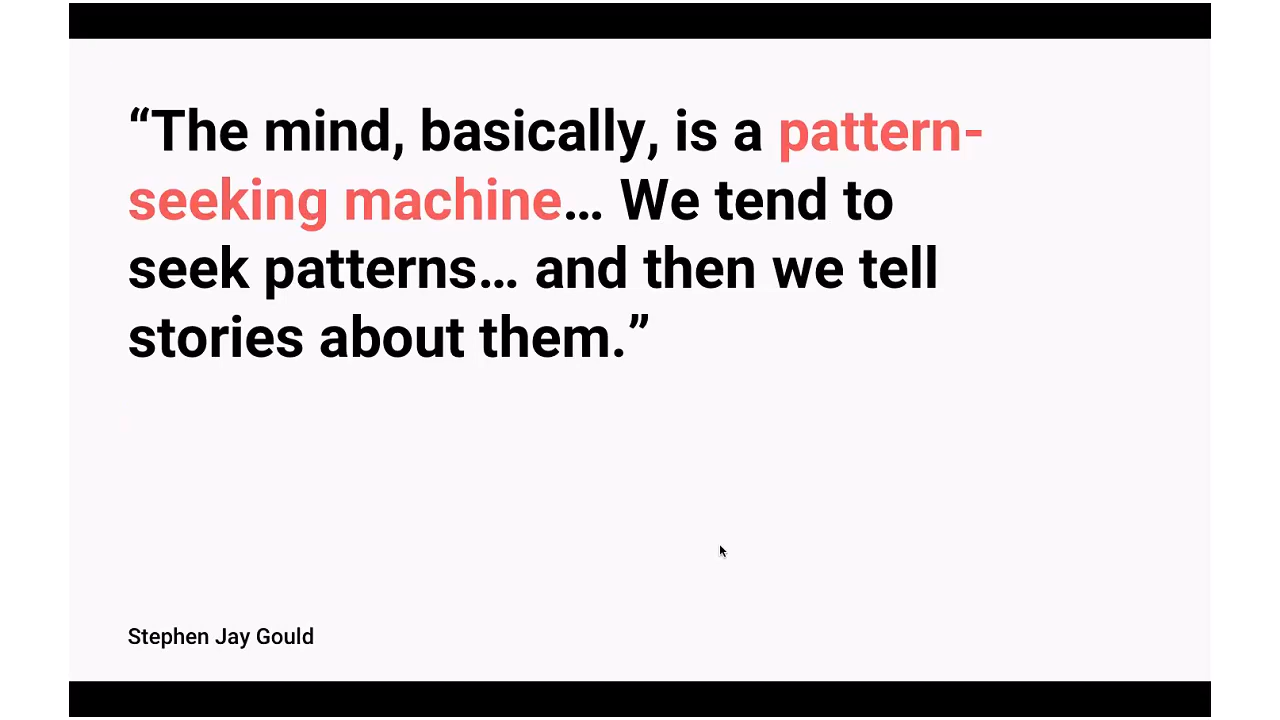 “The mind, basically, is a pattern-
seeking machine… We tend to
seek patterns… and then we tell
stories about them.”
Stephen Jay Gould